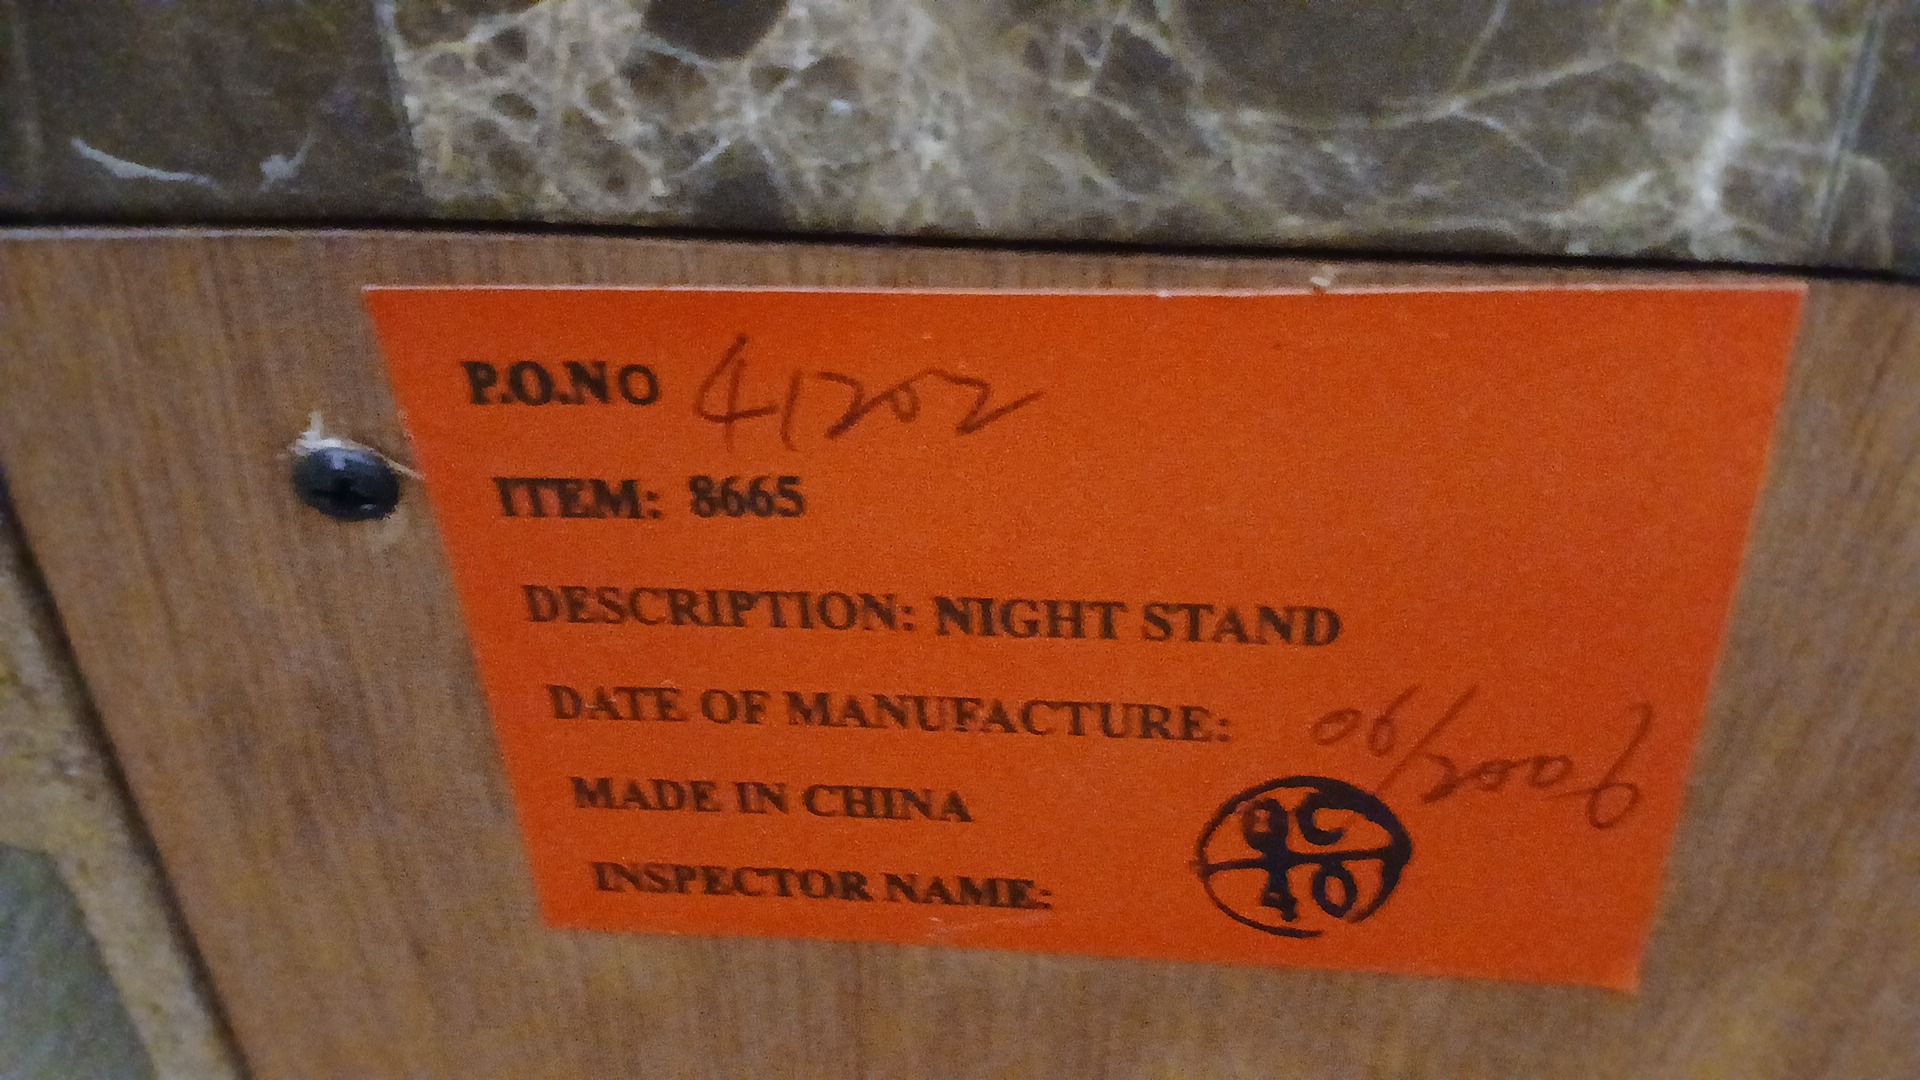 P.O.NO 41202
ITEM: 8665
DESCRIPTION: NIGHT STAND
DATE OF MANUFACTURE: 06/2006
MADE IN CHINA
INSPECTOR NAME: QC
40